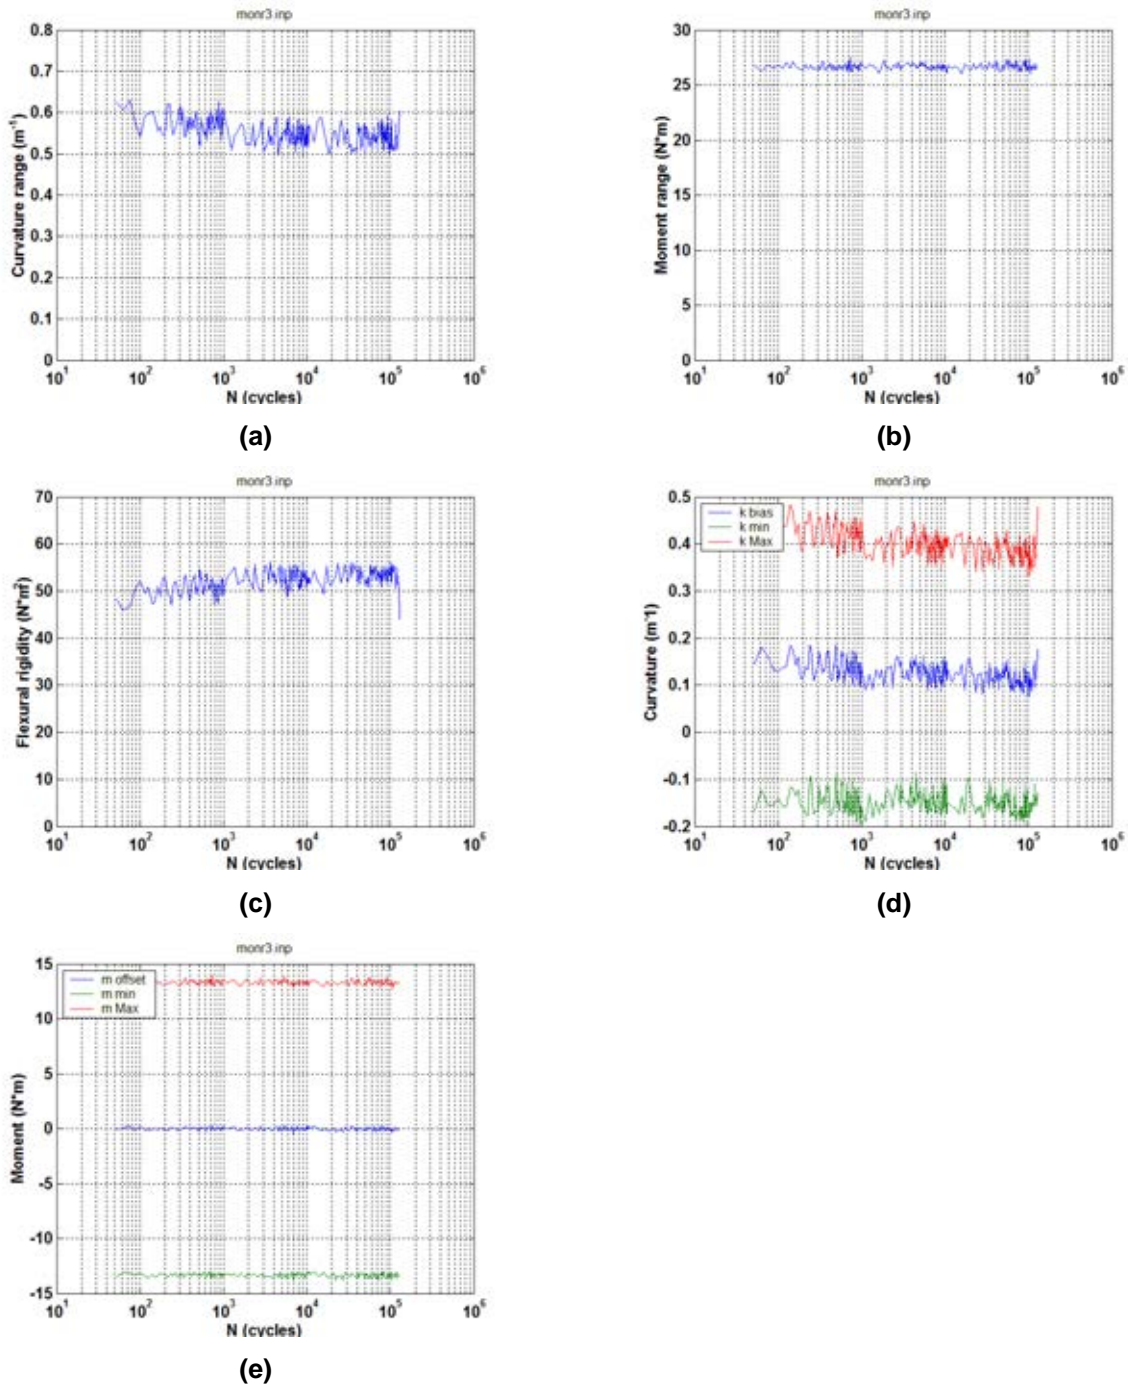 monr3 inp
0.8
0.7
0.6
0.5
0.4
0.3
0.2
0.1
0
Curvature range (m⁻¹)
10¹ 10² 10³ 10⁴ 10⁵ 10⁶
N (cycles)
(a)
monr3 inp
30
25
20
15
10
5
0
Moment range (N*m)
10¹ 10² 10³ 10⁴ 10⁵ 10⁶
N (cycles)
(b)
monr3 inp
70
60
50
40
30
20
10
0
Flexural rigidity (N*m²)
10¹ 10² 10³ 10⁴ 10⁵ 10⁶
N (cycles)
(c)
monr3 inp
k bias
k min
k Max
0.5
0.4
0.3
0.2
0.1
0
-0.1
-0.2
Curvature (m⁻1)
10¹ 10² 10³ 10⁴ 10⁵ 10⁶
N (cycles)
(d)
monr3 inp
m offset
m min
m Max
15
10
5
0
-5
-10
-15
Moment (N*m)
10¹ 10² 10³ 10⁴ 10⁵ 10⁶
N (cycles)
(e)